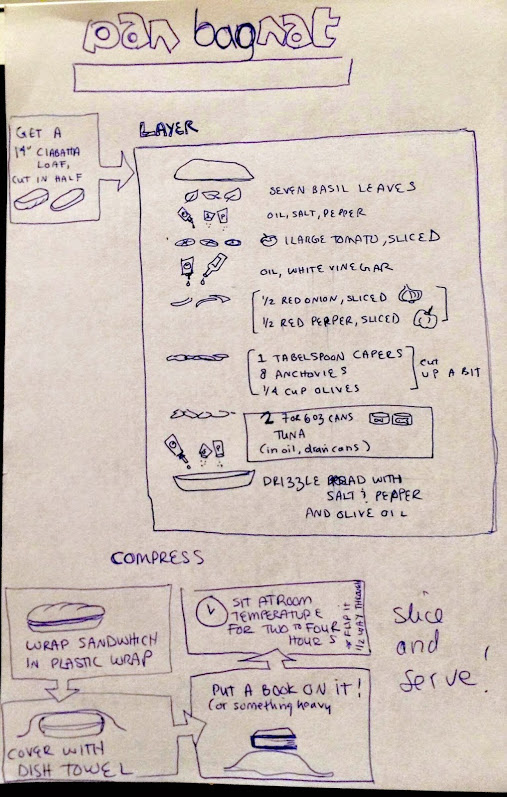 pan bagnat
GET A
14" CIABATTA
LOAF,
CUT IN HALF
LAYER
SEVEN BASIL LEAVES
OIL, SALT, PEPPER
1 LARGE TOMATO, SLICED
OIL, WHITE VINEGAR
1/2 RED ONION, SLICED
1/2 RED PEPPER, SLICED
1 TABELSPOON CAPERS
8 ANCHOVIES
1/4 CUP OLIVES
CUT
UP A BIT
2 7 or 6 oz CANS
TUNA
(in oil, drain cans)
DRIZZLE BREAD WITH
SALT & PEPPER
AND OLIVE OIL
COMPRESS
WRAP SANDWHICH
IN PLASTIC WRAP
COVER WITH
DISH TOWEL
PUT A BOOK ON IT!
(or something heavy
SIT AT ROOM
TEMPERATURE
FOR TWO TO FOUR
HOURS
* FLIP IT
1/2 WAY THROUGH
slice
and
serve!